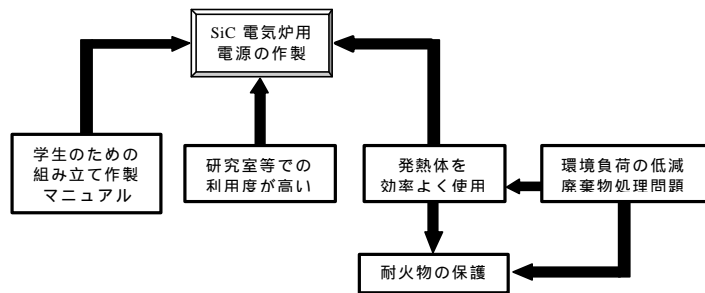 SiC 電気炉用
電源の作製
学生のための
組み立て作製
マニュアル
研究室等での
利用度が高い
発熱体を
効率よく使用
環境負荷の低減
廃棄物処理問題
耐火物の保護